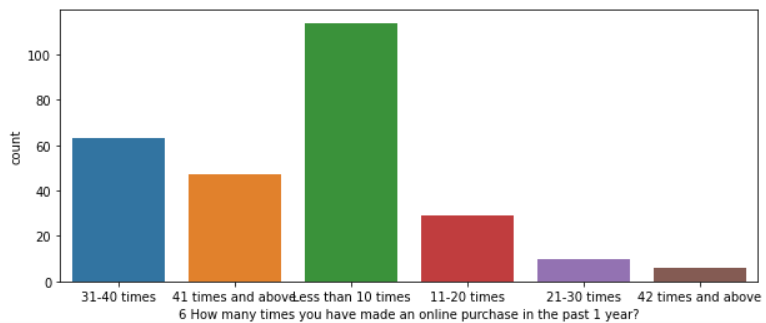 100
80
60
40
20
0
count
31-40 times 41 times and above Less than 10 times 11-20 times 21-30 times 42 times and above
6 How many times you have made an online purchase in the past 1 year?